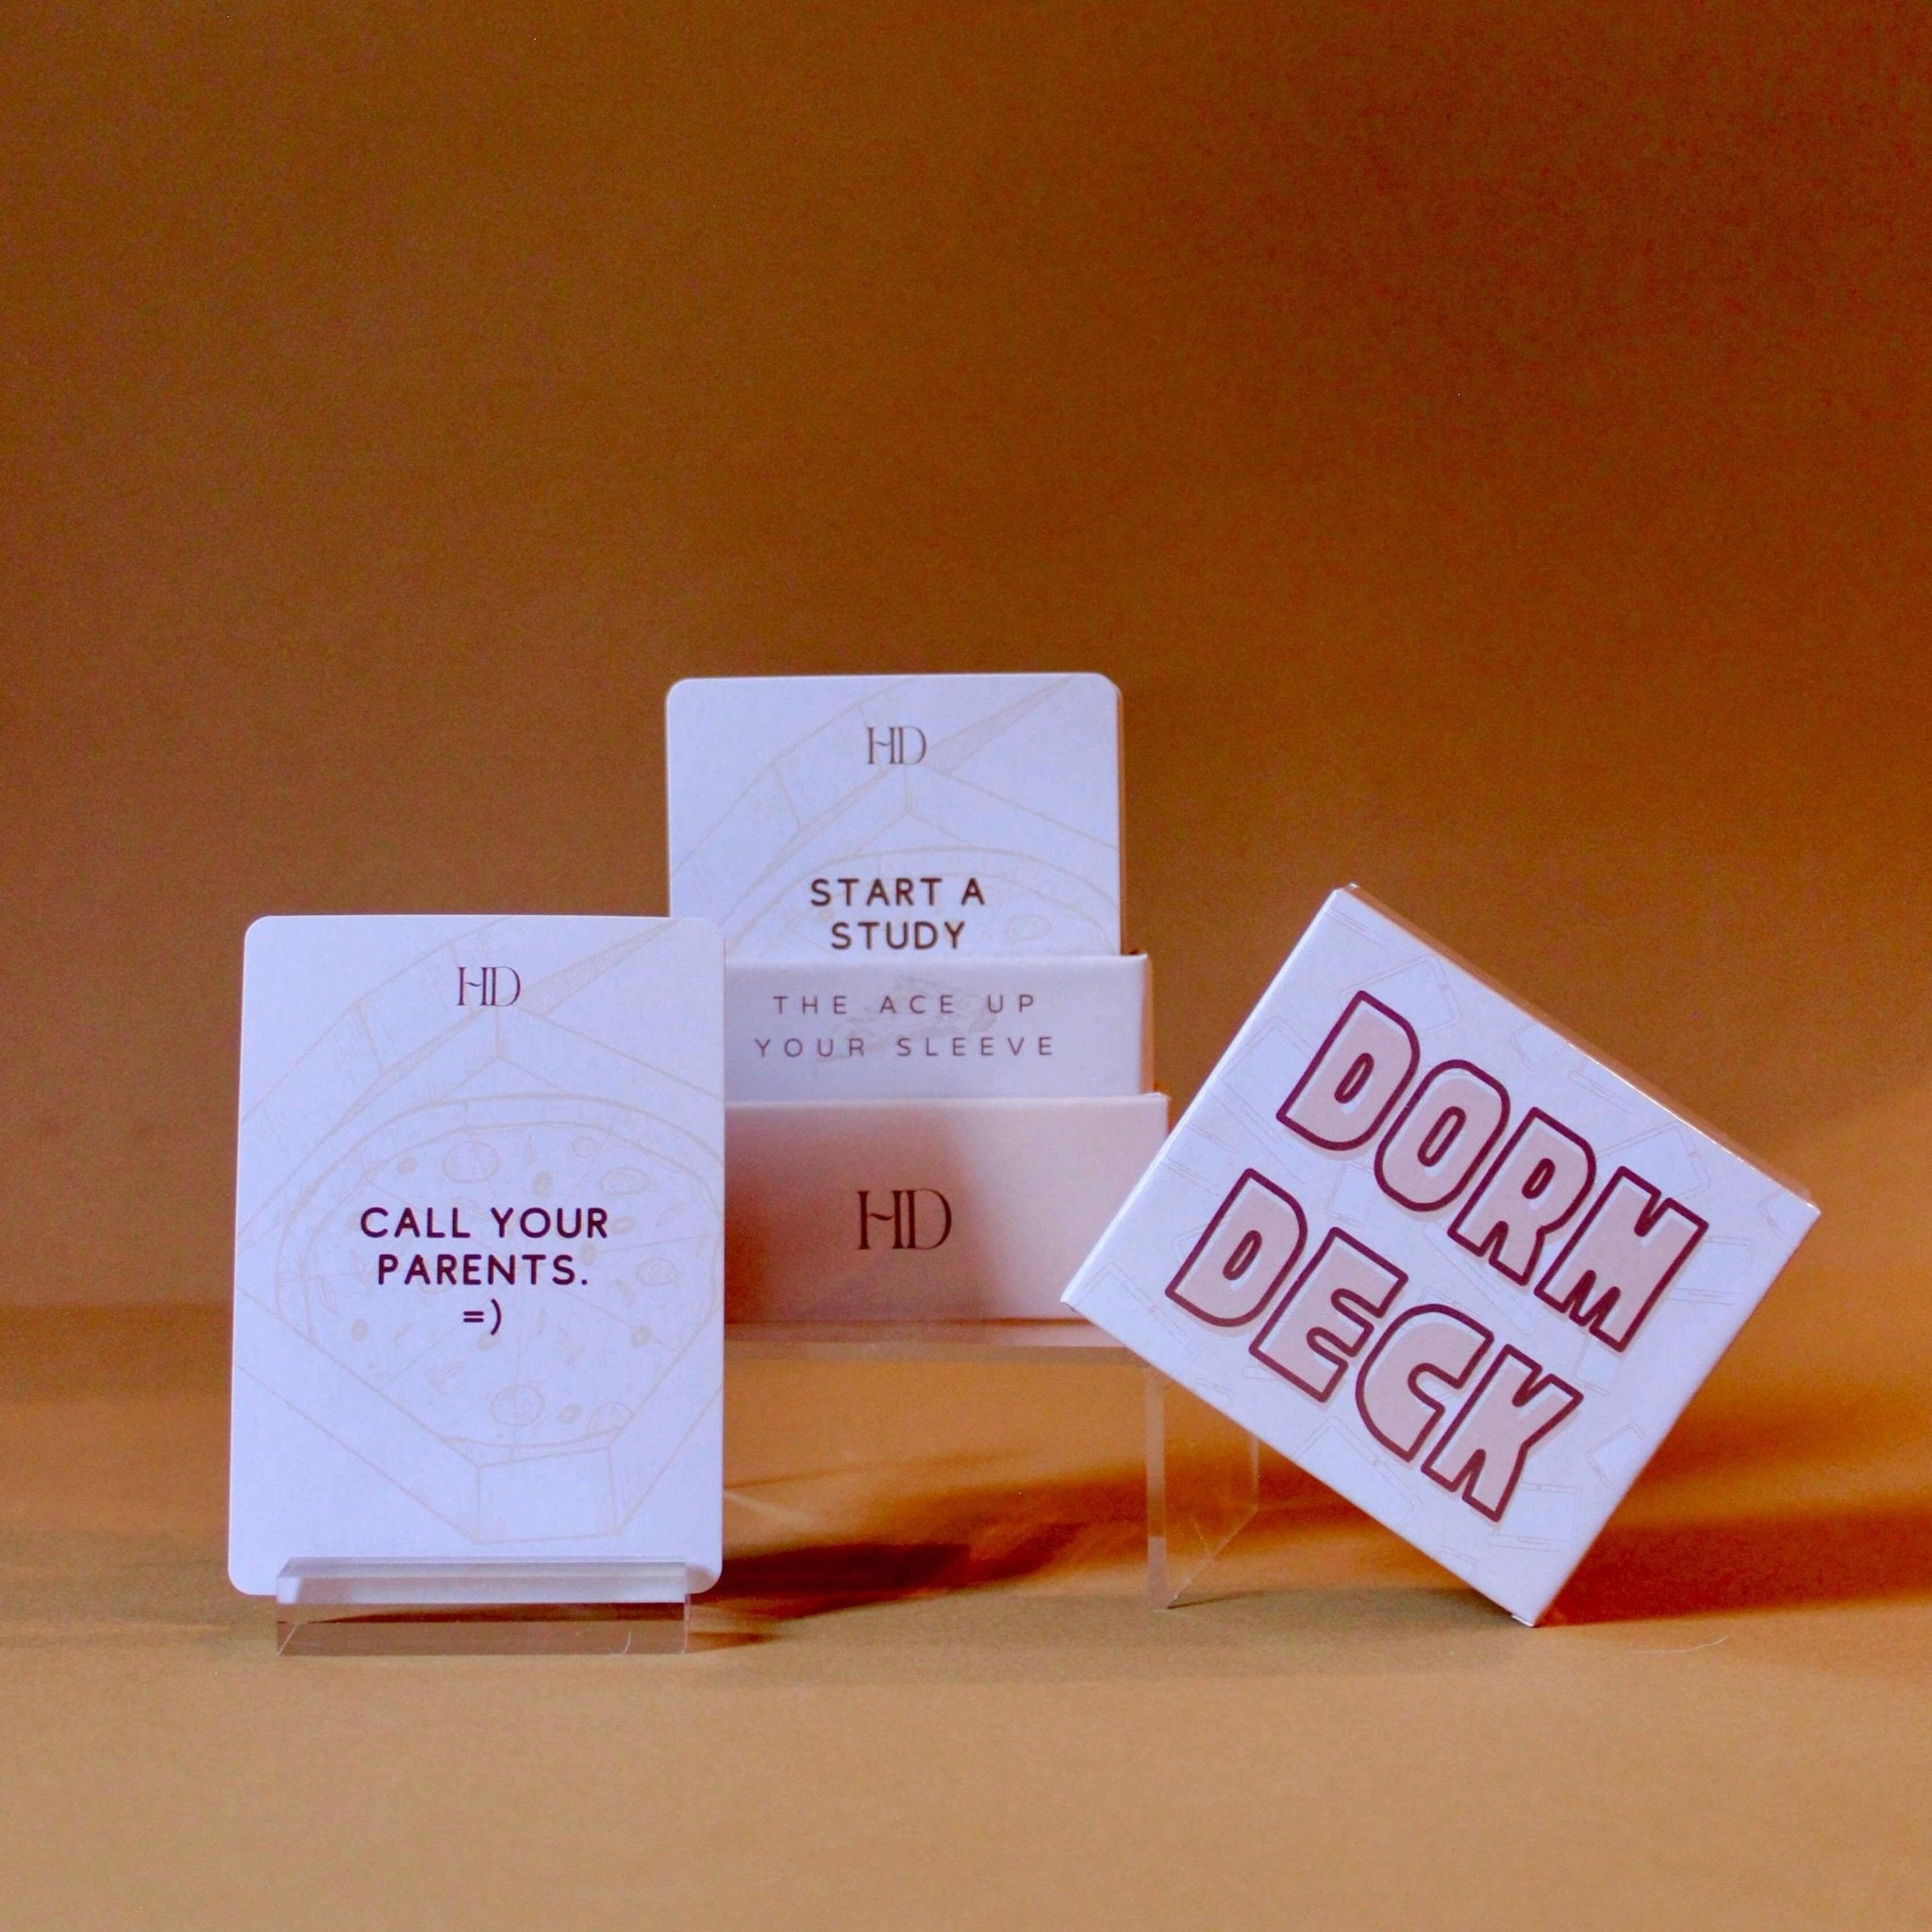 HD
CALL YOUR
PARENTS.
=)
HD
START A
STUDY
THE ACE UP
YOUR SLEEVE
HD
DORM
DECK